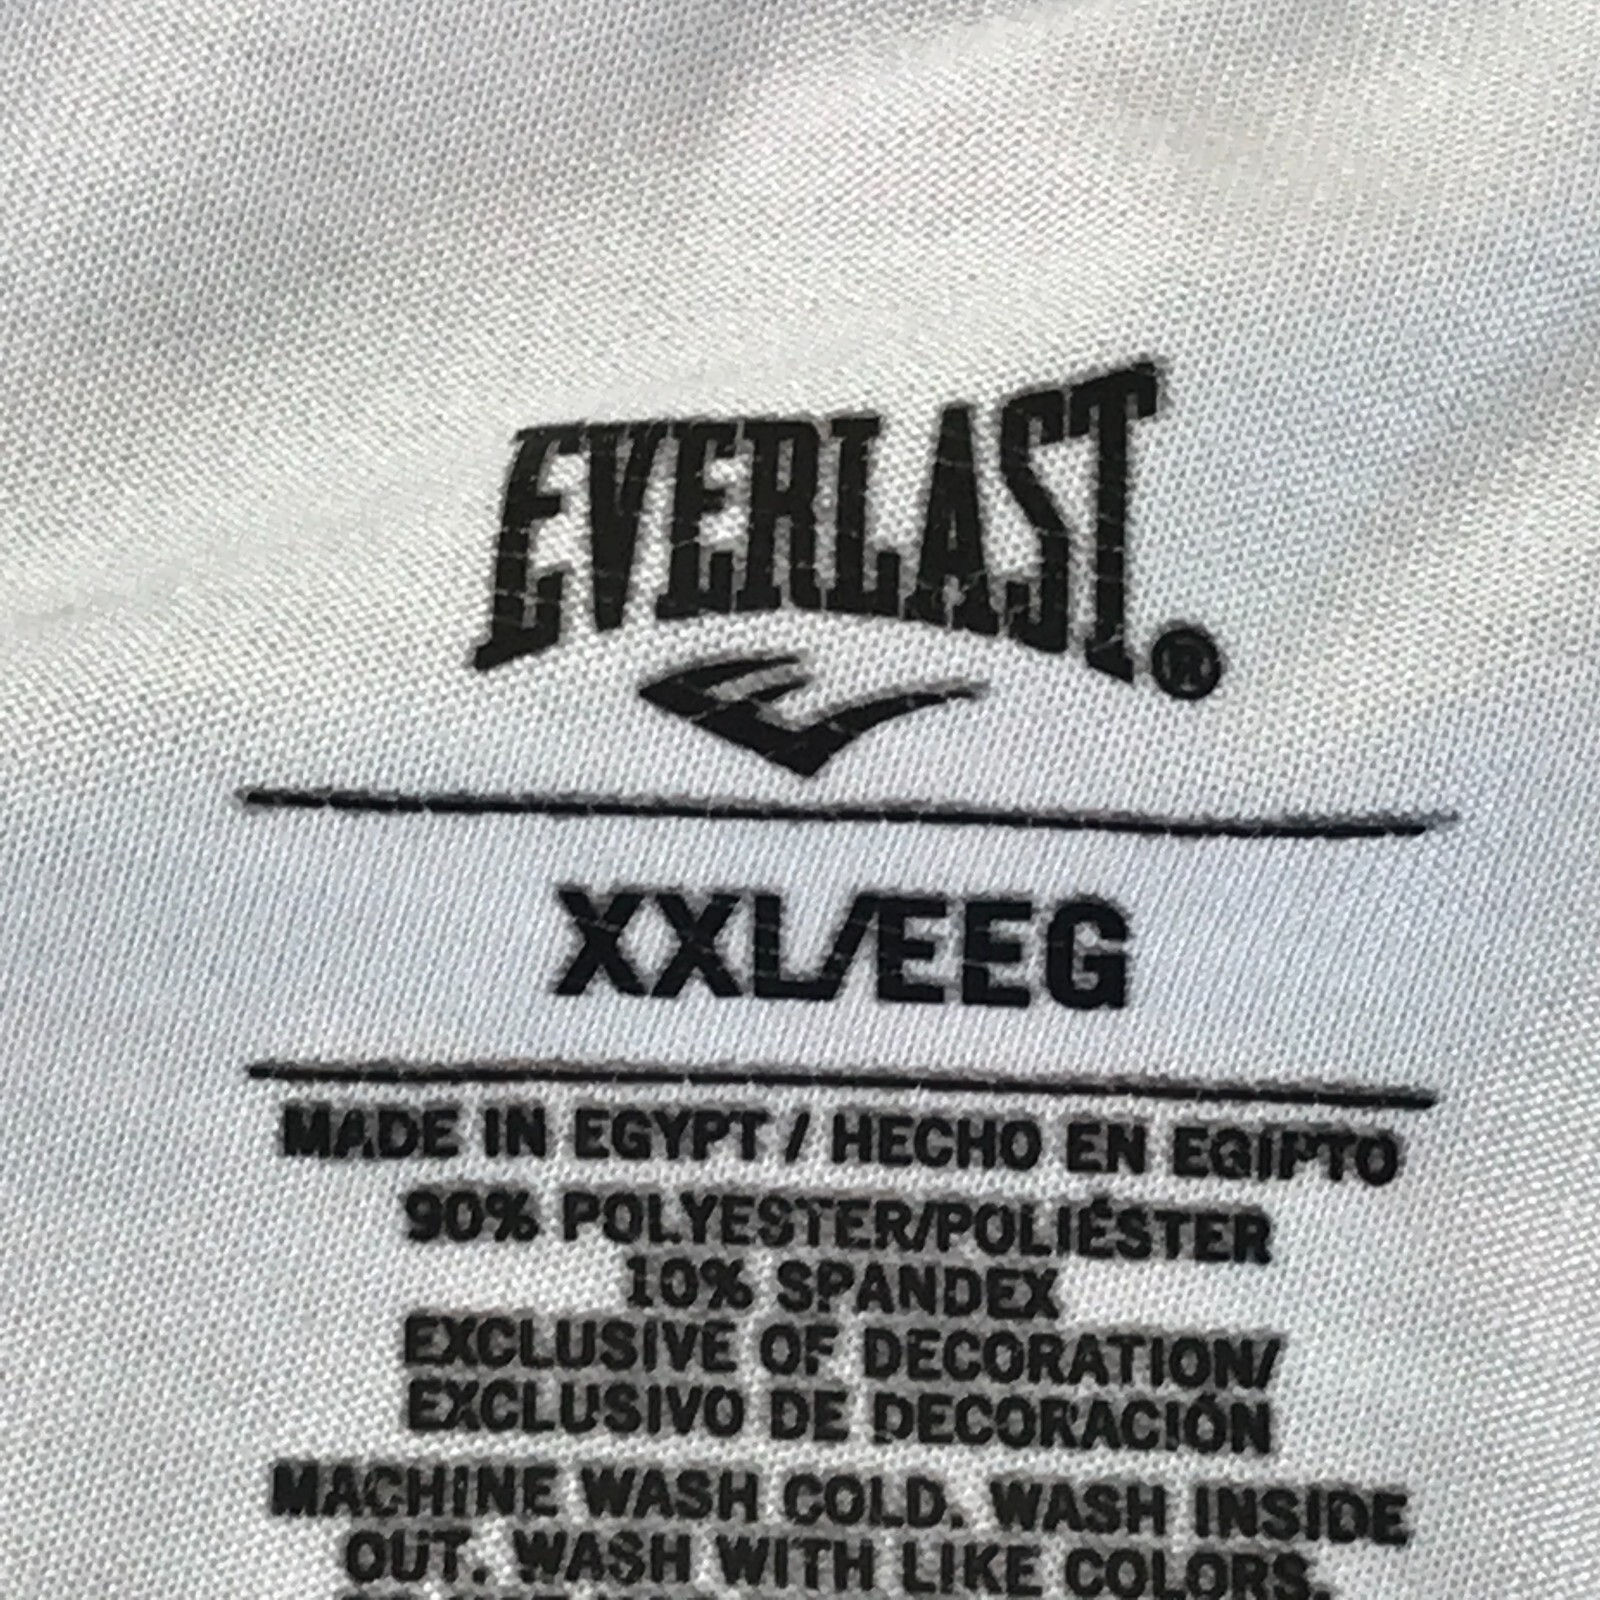 EVERLAST®
XXL/EEG
MADE IN EGYPT / HECHO EN EGIPTO
90% POLYESTER/POLIÉSTER
10% SPANDEX
EXCLUSIVE OF DECORATION/
EXCLUSIVO DE DECORACIÓN
MACHINE WASH COLD. WASH INSIDE
OUT. WASH WITH LIKE COLORS.